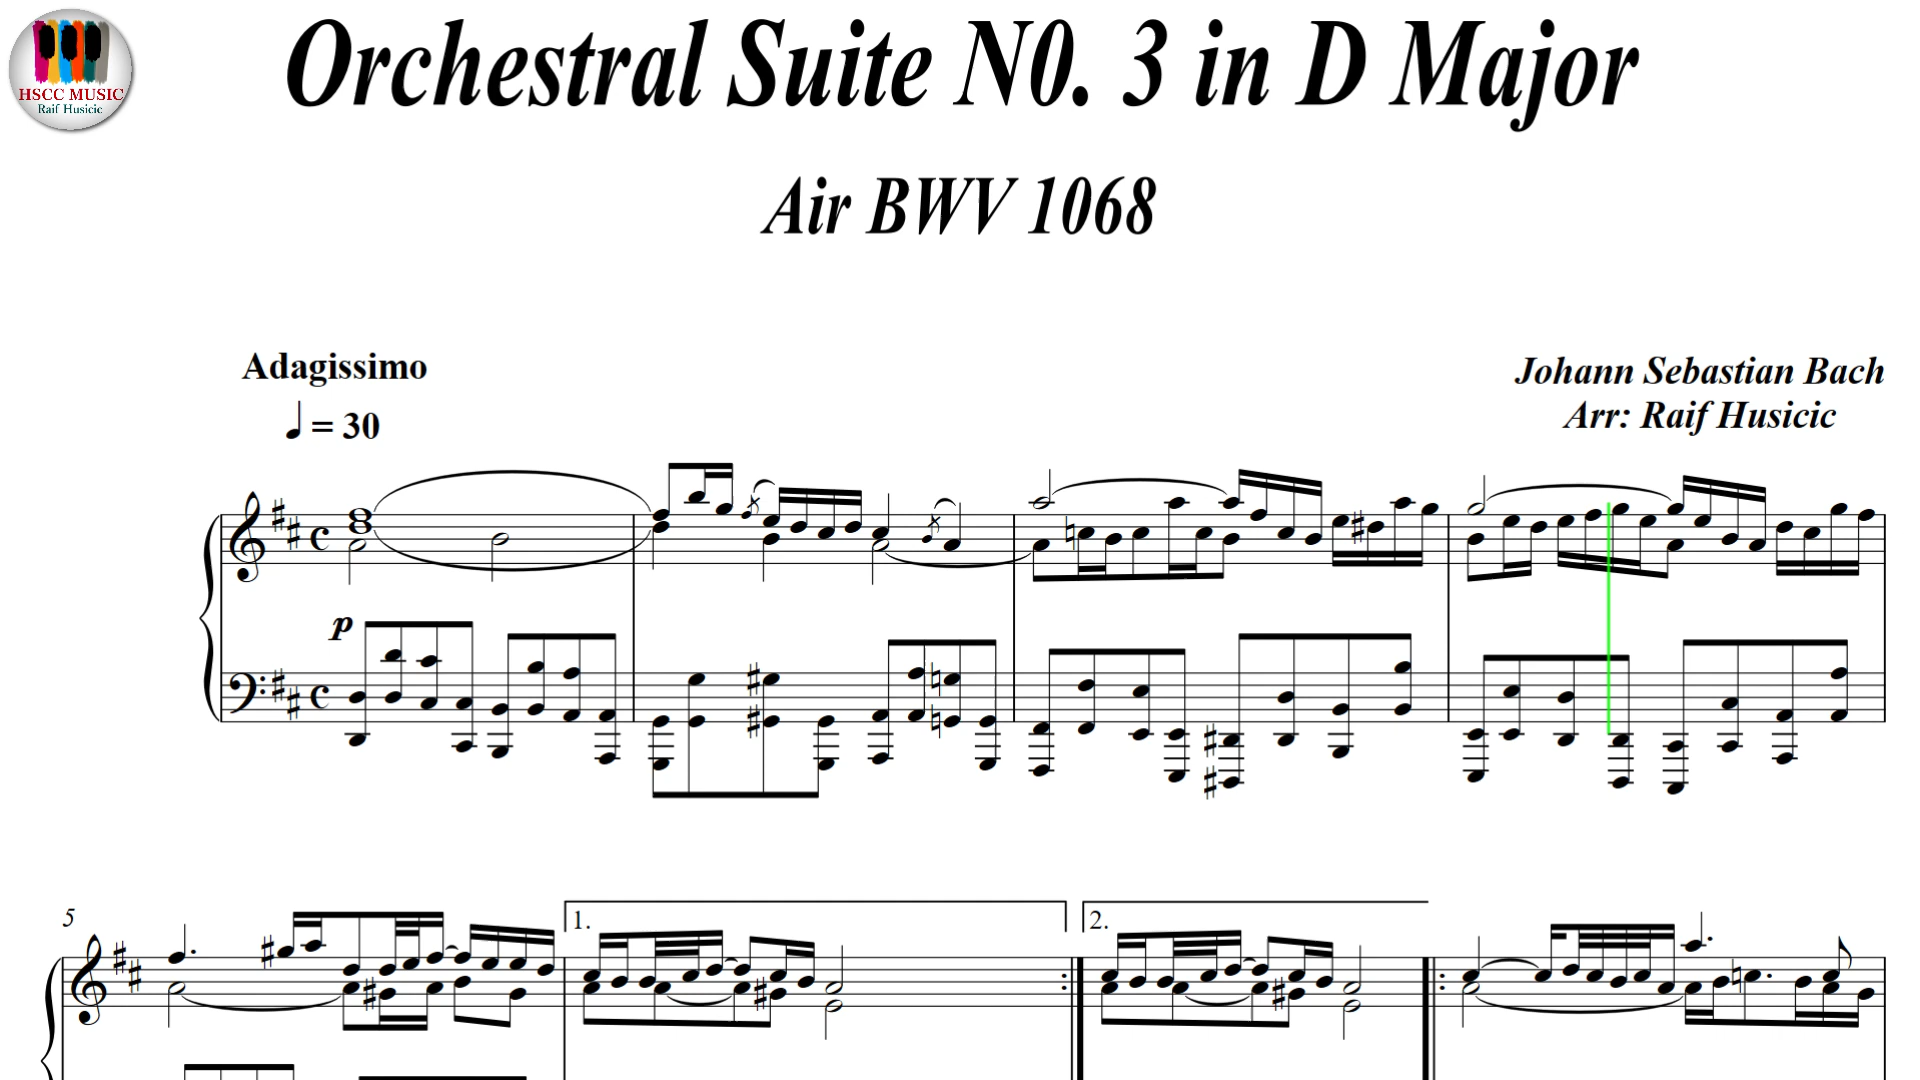 HSCC MUSIC
Raif Husicic
Orchestral Suite N0. 3 in D Major
Air BWV 1068
Adagissimo
♩ = 30
Johann Sebastian Bach
Arr: Raif Husicic
p
5
1.
2.